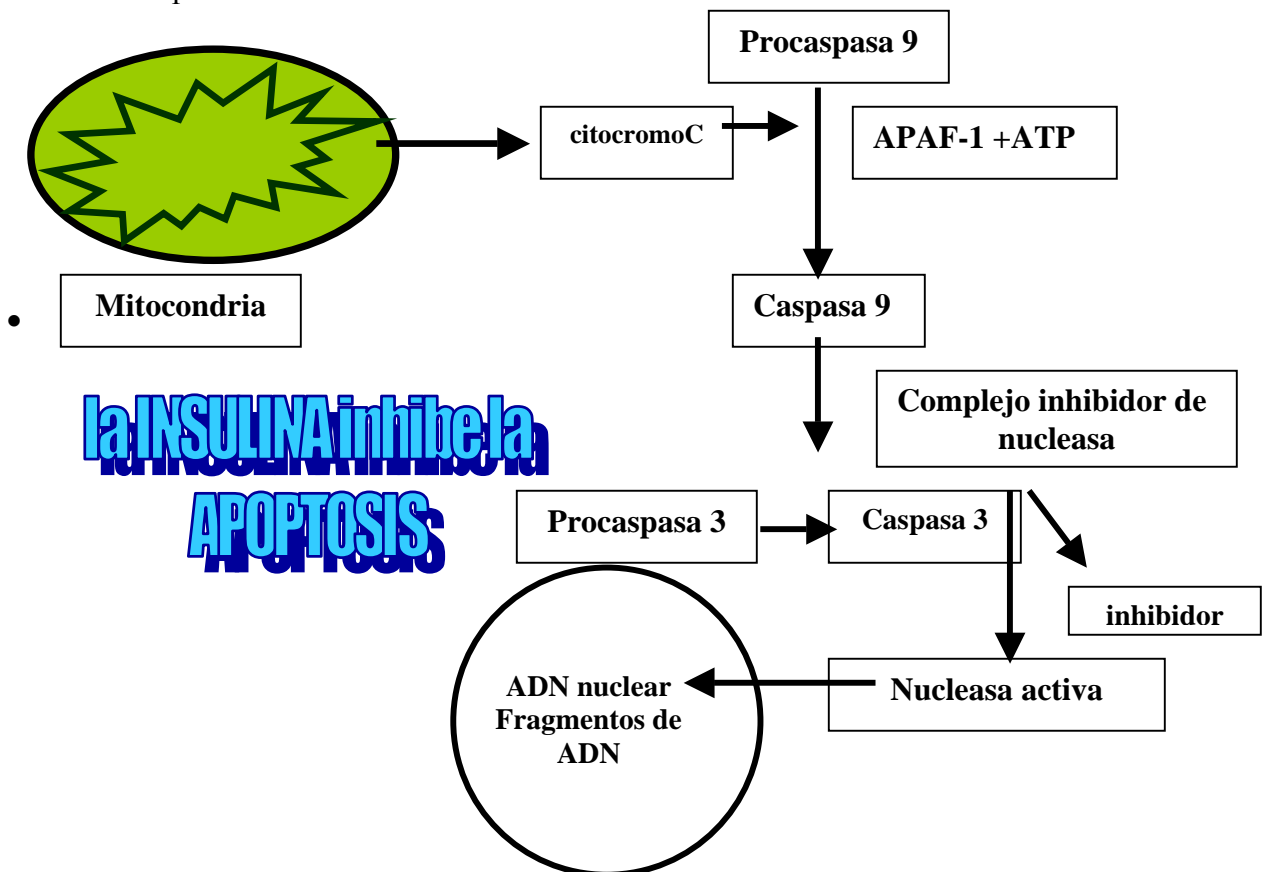 Procaspasa 9
citocromoC
APAF-1 +ATP
Mitocondria
Caspasa 9
la INSULINA inhibe la
APOPTOSIS
Complejo inhibidor de
nucleasa
Procaspasa 3
Caspasa 3
inhibidor
ADN nuclear
Fragmentos de
ADN
Nucleasa activa